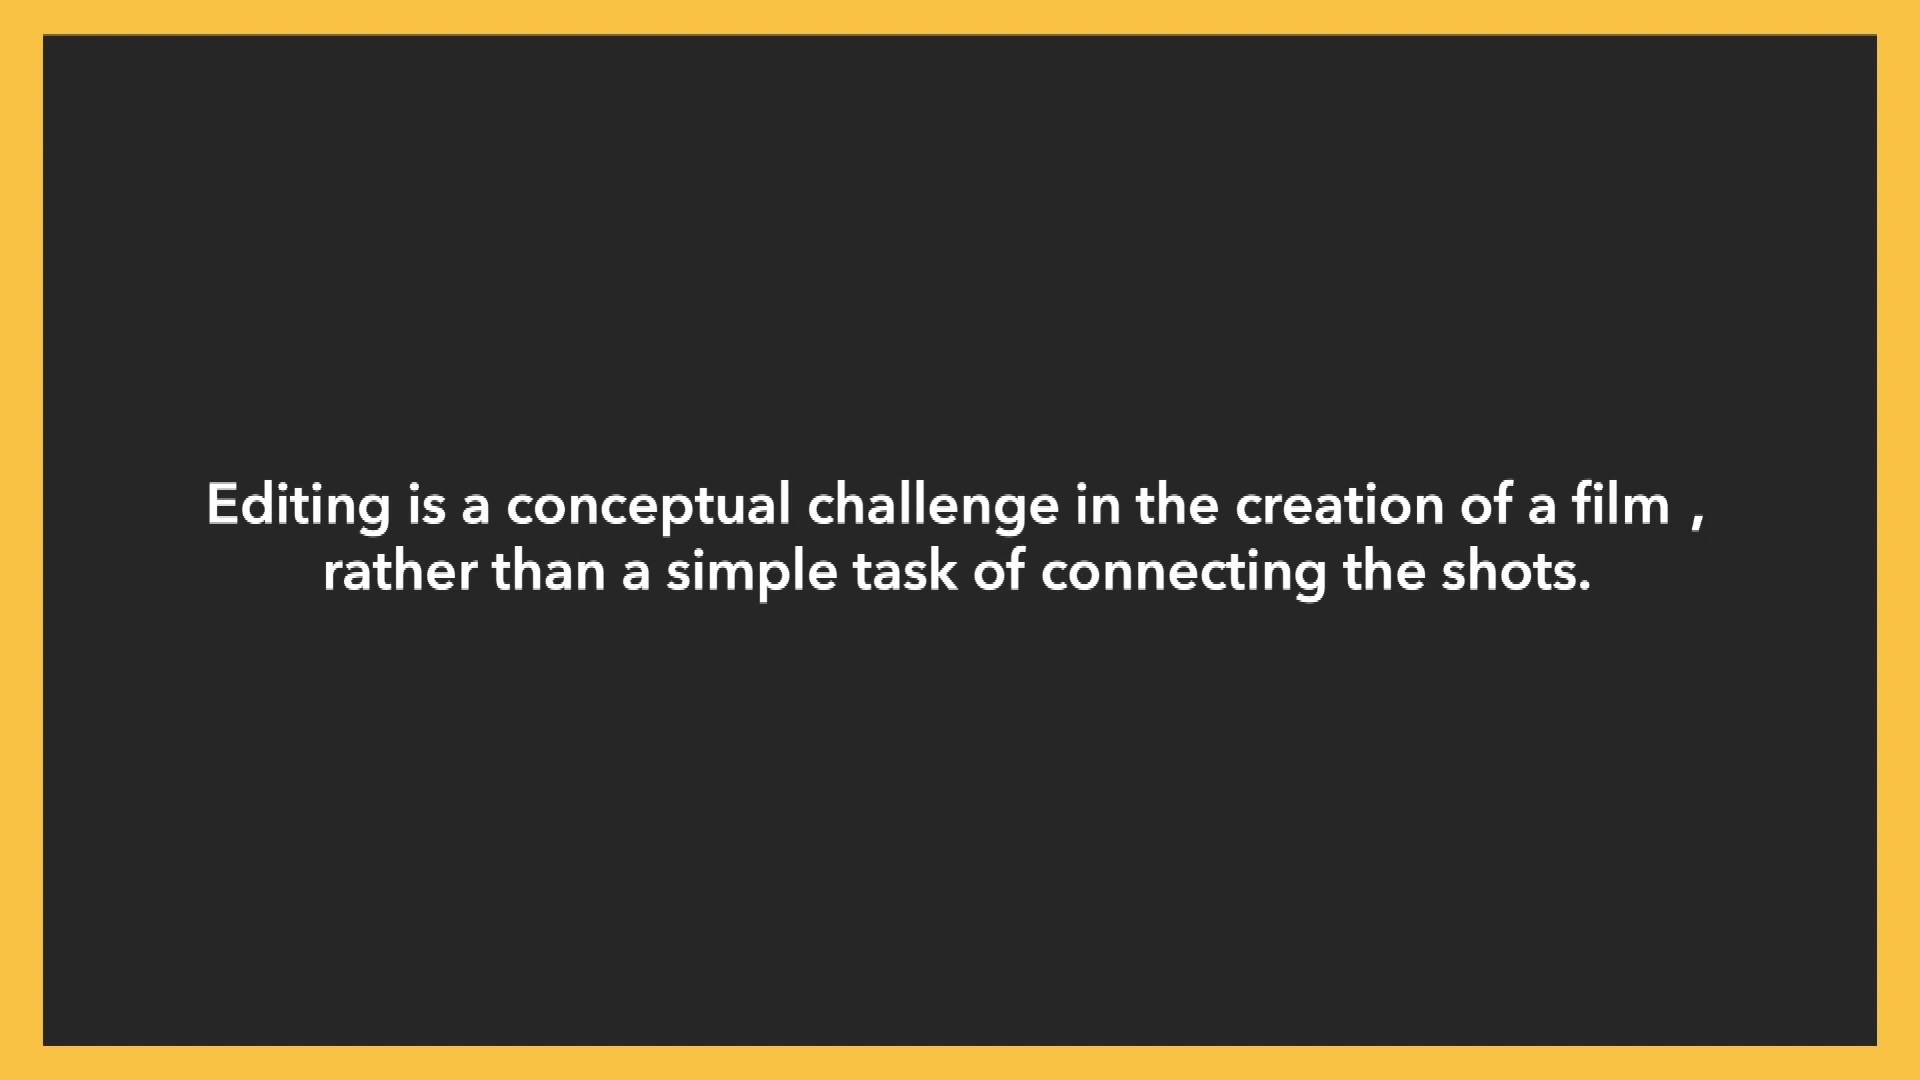 Editing is a conceptual challenge in the creation of a film ,
rather than a simple task of connecting the shots.